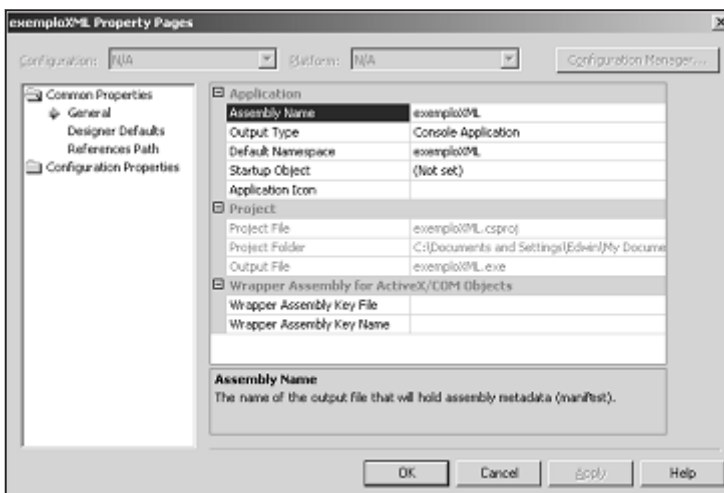 exemploXML Property Pages
Configuration: N/A Platform: N/A Configuration Manager...
Common Properties
General
Designer Defaults
References Path
Configuration Properties
Application
Assembly Name exemploXML
Output Type Console Application
Default Namespace exemploXML
Startup Object (Not set)
Application Icon
Project
Project File exemploXML.csproj
Project Folder C:\Documents and Settings\Edwin\My Docume
Output File exemploXML.exe
Wrapper Assembly for ActiveX/COM Objects
Wrapper Assembly Key File
Wrapper Assembly Key Name
Assembly Name
The name of the output file that will hold assembly metadata (manifest).
OK Cancel Apply Help